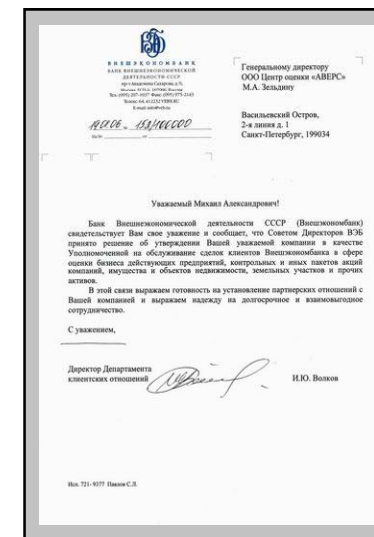 ВНЕШЭКОНОМБАНК
БАНК ВНЕШНЕЭКОНОМИЧЕСКОЙ
ДЕЯТЕЛЬНОСТИ СССР
Генеральному директору
ООО Центр оценки «АВЕРС»
М.А. Зельдину
Васильевский Остров,
2-я линия д. 1
Санкт-Петербург, 199034
Уважаемый Михаил Александрович!
Банк Внешнеэкономической деятельности СССР (Внешэкономбанк)
свидетельствует Вам свое уважение и сообщает, что Советом Директоров ВЭБ
принято решение об утверждении Вашей уважаемой компании в качестве
Уполномоченной на обслуживание сделок клиентов Внешэкономбанка в сфере
оценки бизнеса действующих предприятий, контрольных и иных пакетов акций
компаний, имущества и объектов недвижимости, земельных участков и прочих
активов.
В этой связи выражаем готовность на установление партнерских отношений с
Вашей компанией и выражаем надежду на долгосрочное и взаимовыгодное
сотрудничество.
С уважением,
Директор Департамента
клиентских отношений
И.Ю. Волков
Исп. 721- 9377 Павлов С.Л.